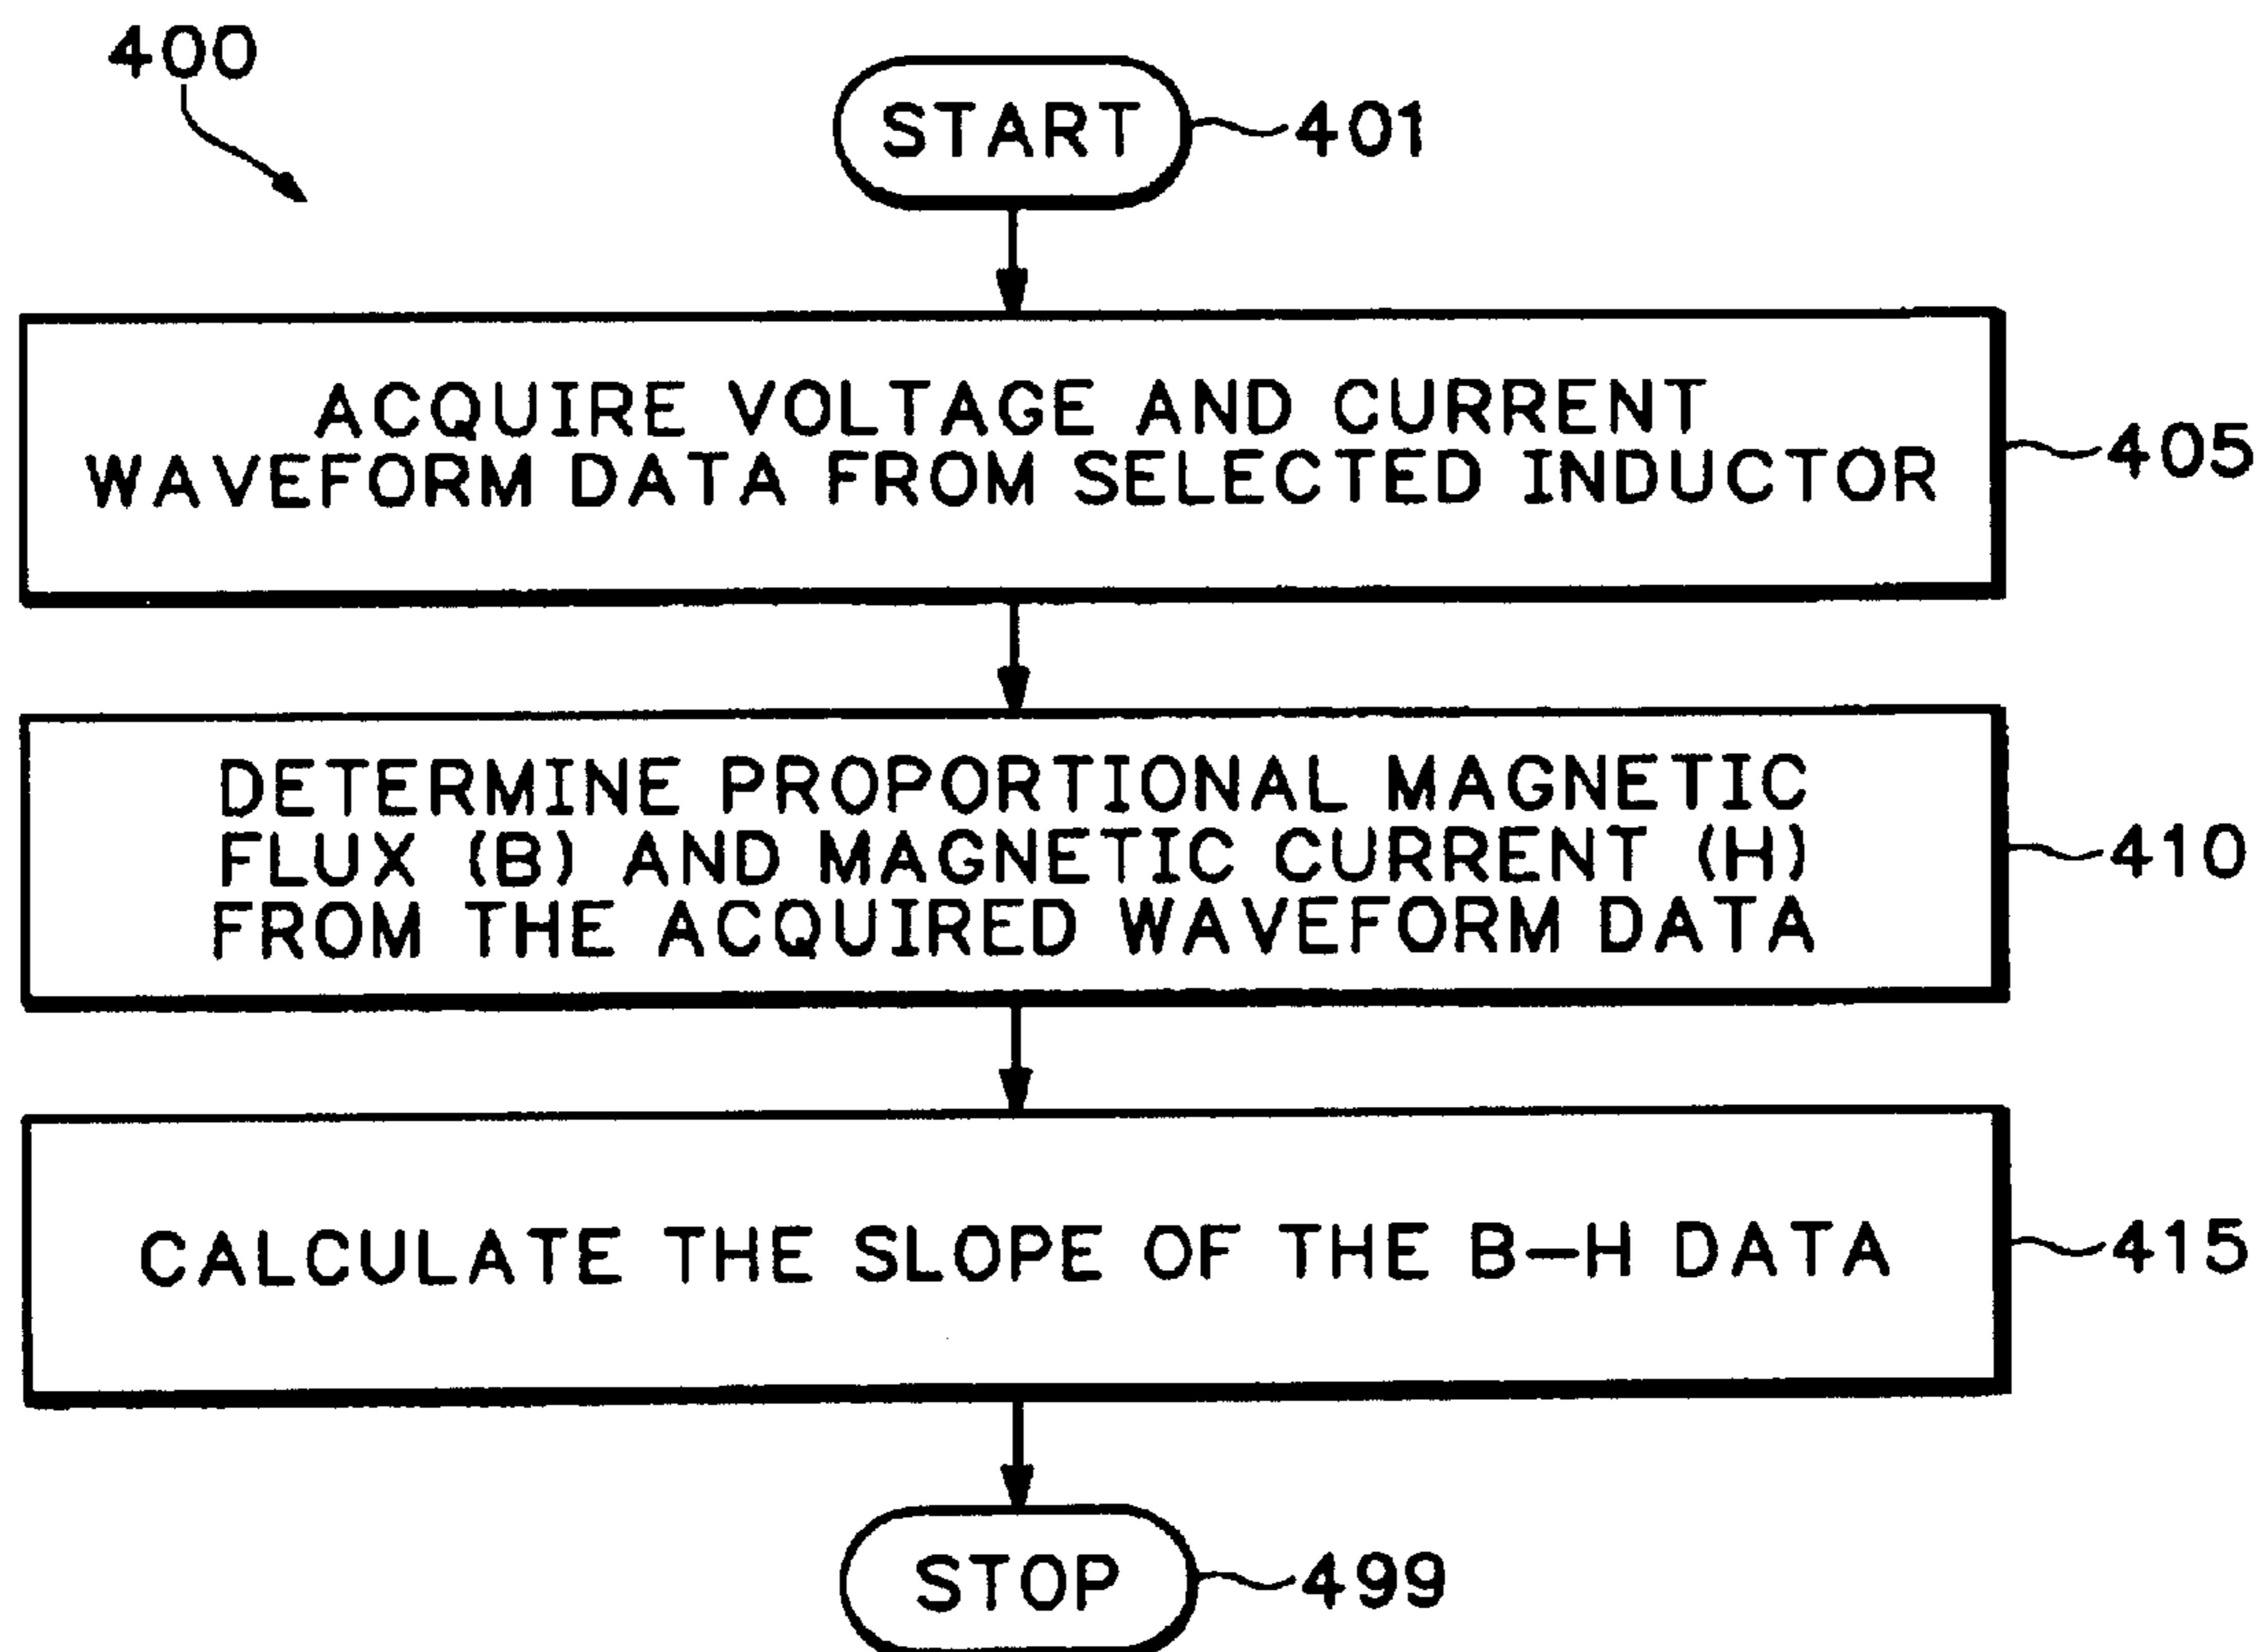 400
START
401
ACQUIRE VOLTAGE AND CURRENT
WAVEFORM DATA FROM SELECTED INDUCTOR
405
DETERMINE PROPORTIONAL MAGNETIC
FLUX (B) AND MAGNETIC CURRENT (H)
FROM THE ACQUIRED WAVEFORM DATA
410
CALCULATE THE SLOPE OF THE B-H DATA
415
STOP
499